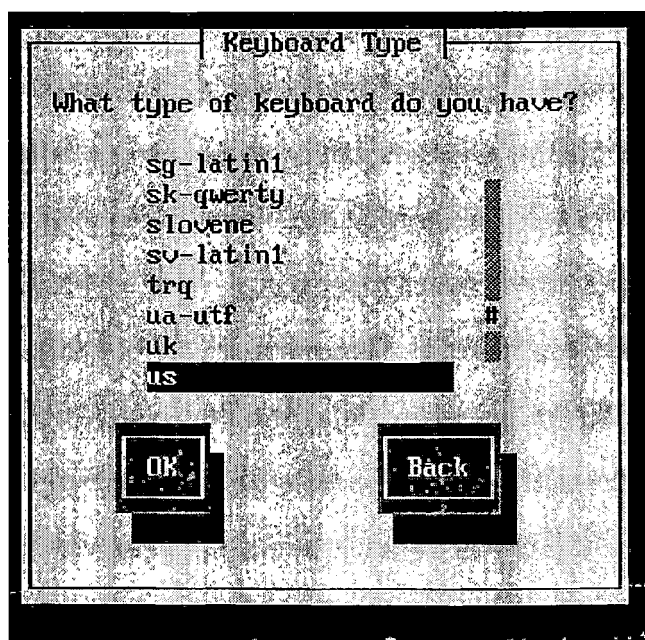 Keyboard Type
What type of keyboard do you have?
sg-latin1
sk-qwerty
slovene
sv-latin1
trq
ua-utf
uk
us
#
OK
Back